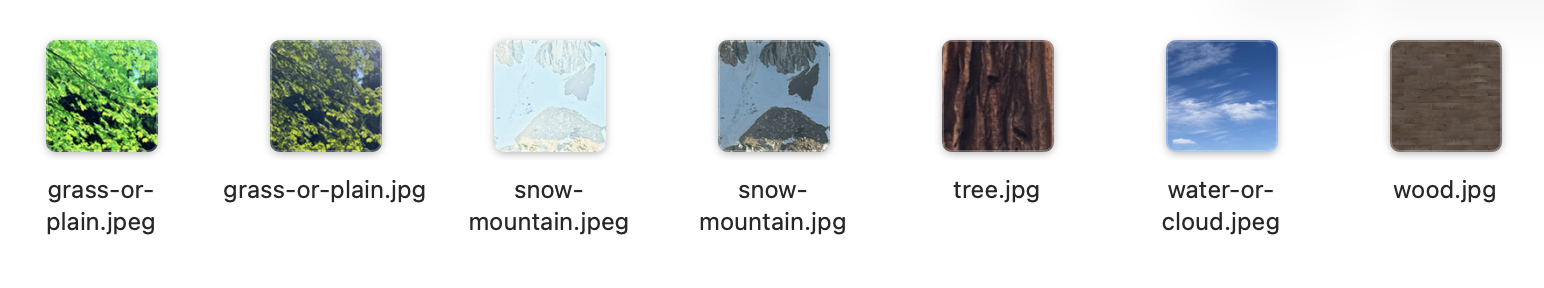 grass-or-
plain.jpeg
grass-or-plain.jpg
snow-
mountain.jpeg
snow-
mountain.jpg
tree.jpg
water-or-
cloud.jpeg
wood.jpg